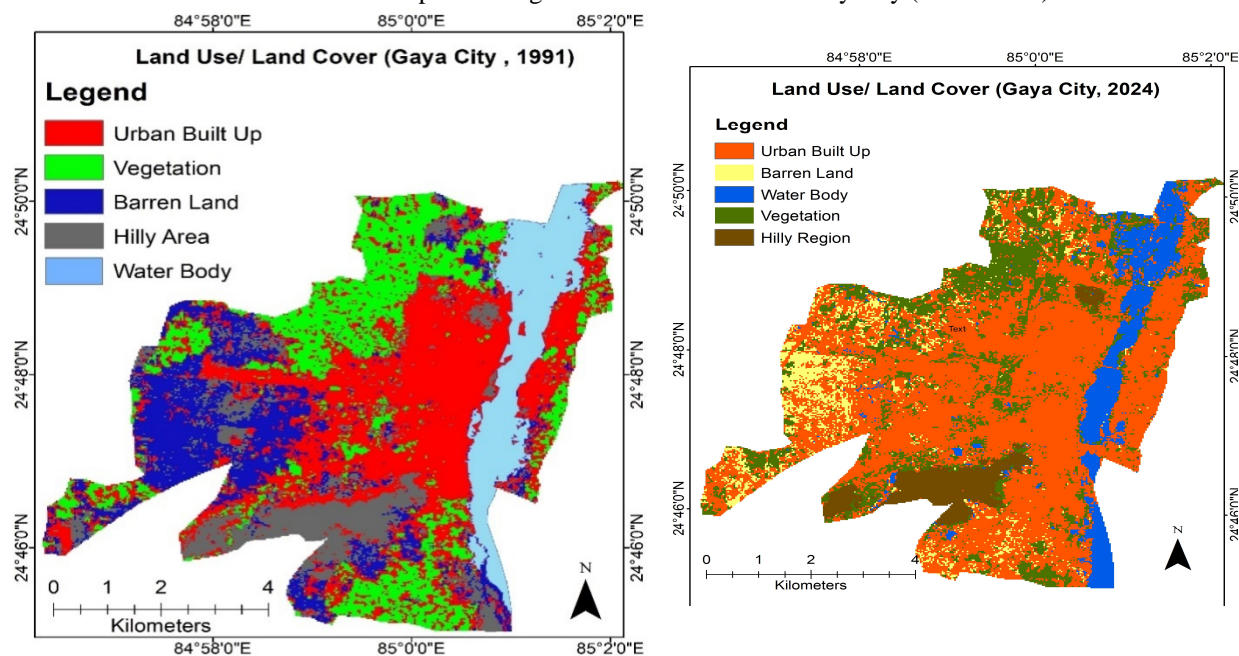 84°58'0"E 85°0'0"E 85°2'0"E
Land Use/ Land Cover (Gaya City , 1991)
Legend
Urban Built Up
Vegetation
Barren Land
Hilly Area
Water Body
24°50'0"N
24°48'0"N
24°46'0"N
24°50'0"N
24°48'0"N
24°46'0"N
0 1 2 4
Kilometers
N
84°58'0"E 85°0'0"E 85°2'0"E
84°58'0"E 85°0'0"E 85°2'0"E
Land Use/ Land Cover (Gaya City, 2024)
Legend
Urban Built Up
Barren Land
Water Body
Vegetation
Hilly Region
Text
24°50'0"N
24°48'0"N
24°46'0"N
24°50'0"N
24°48'0"N
24°46'0"N
0 1 2 4
Kilometers
N